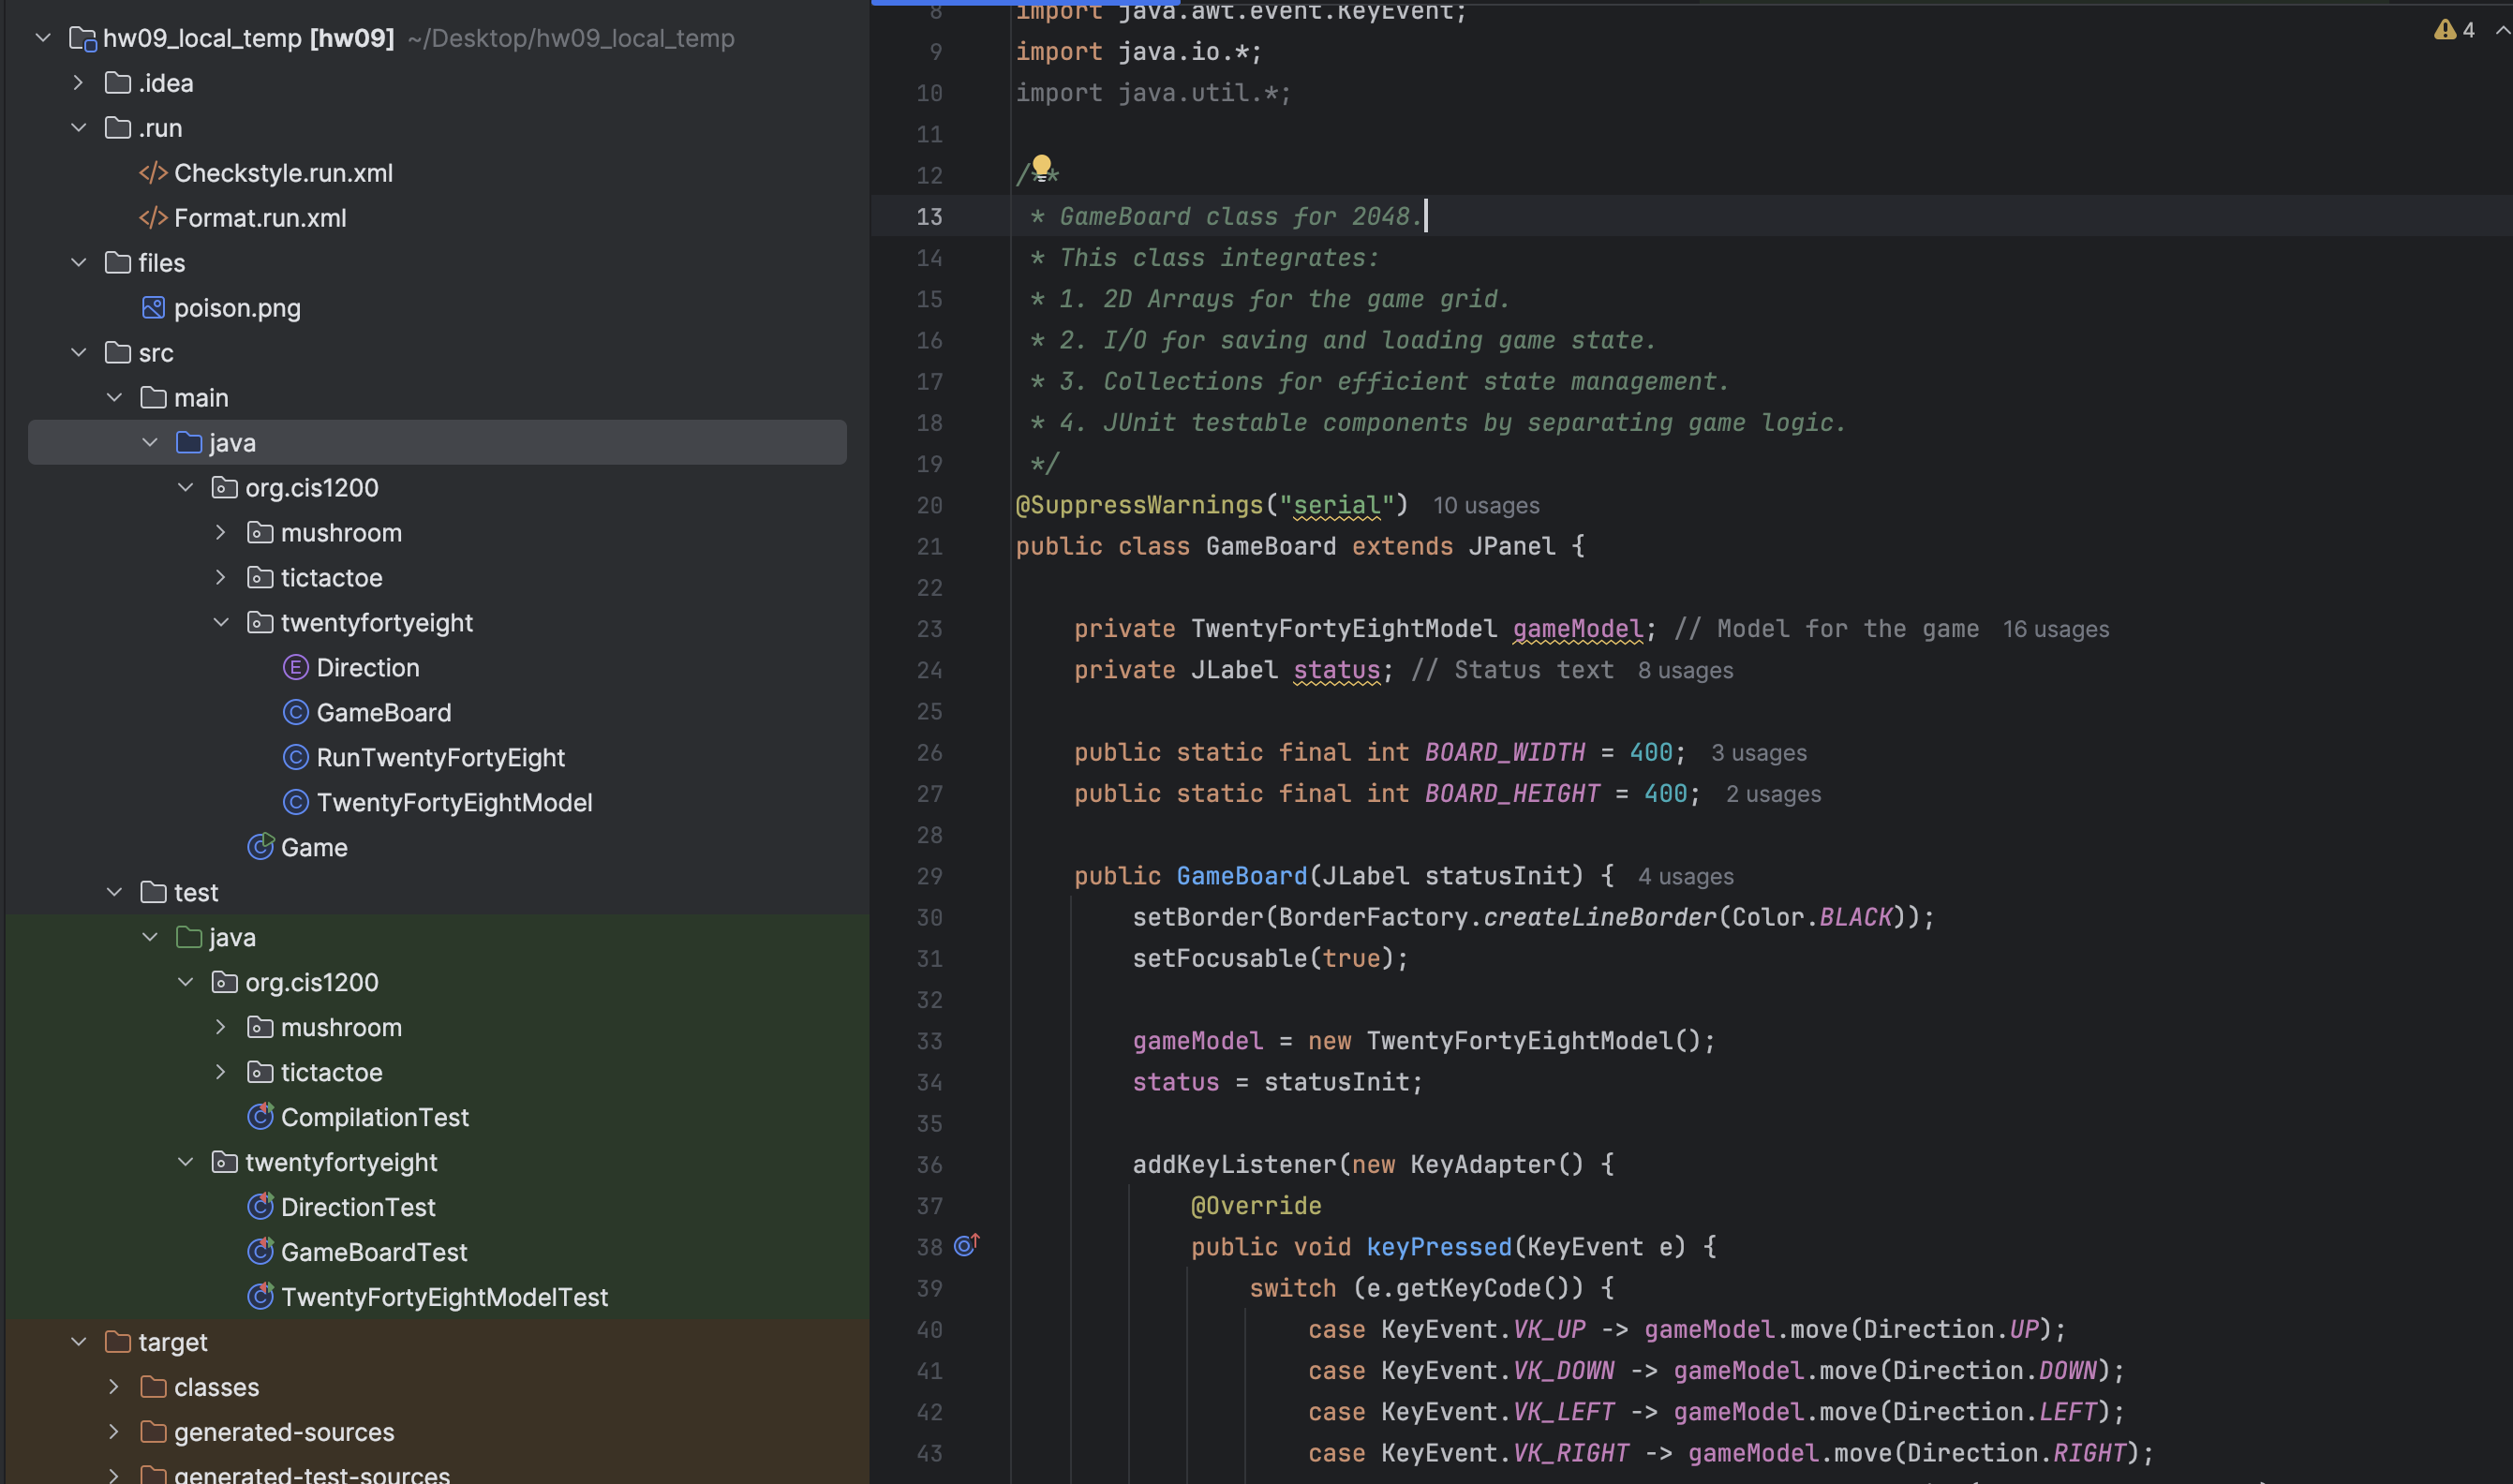 hw09_local_temp [hw09] ~/Desktop/hw09_local_temp
.idea
.run
Checkstyle.run.xml
Format.run.xml
files
poison.png
src
main
java
org.cis1200
mushroom
tictactoe
twentyfortyeight
Direction
GameBoard
RunTwentyFortyEight
TwentyFortyEightModel
Game
test
java
org.cis1200
mushroom
tictactoe
CompilationTest
twentyfortyeight
DirectionTest
GameBoardTest
TwentyFortyEightModelTest
target
classes
generated-sources
generated-test-sources
4
8 import java.awt.event.KeyEvent;
9 import java.io.*;
10 import java.util.*;
11
12 /**
13 * GameBoard class for 2048.
14 * This class integrates:
15 * 1. 2D Arrays for the game grid.
16 * 2. I/O for saving and loading game state.
17 * 3. Collections for efficient state management.
18 * 4. JUnit testable components by separating game logic.
19 */
20 @SuppressWarnings("serial") 10 usages
21 public class GameBoard extends JPanel {
22
23 private TwentyFortyEightModel gameModel; // Model for the game 16 usages
24 private JLabel status; // Status text 8 usages
25
26 public static final int BOARD_WIDTH = 400; 3 usages
27 public static final int BOARD_HEIGHT = 400; 2 usages
28
29 public GameBoard(JLabel statusInit) { 4 usages
30 setBorder(BorderFactory.createLineBorder(Color.BLACK));
31 setFocusable(true);
32
33 gameModel = new TwentyFortyEightModel();
34 status = statusInit;
35
36 addKeyListener(new KeyAdapter() {
37 @Override
38 public void keyPressed(KeyEvent e) {
39 switch (e.getKeyCode()) {
40 case KeyEvent.VK_UP -> gameModel.move(Direction.UP);
41 case KeyEvent.VK_DOWN -> gameModel.move(Direction.DOWN);
42 case KeyEvent.VK_LEFT -> gameModel.move(Direction.LEFT);
43 case KeyEvent.VK_RIGHT -> gameModel.move(Direction.RIGHT);